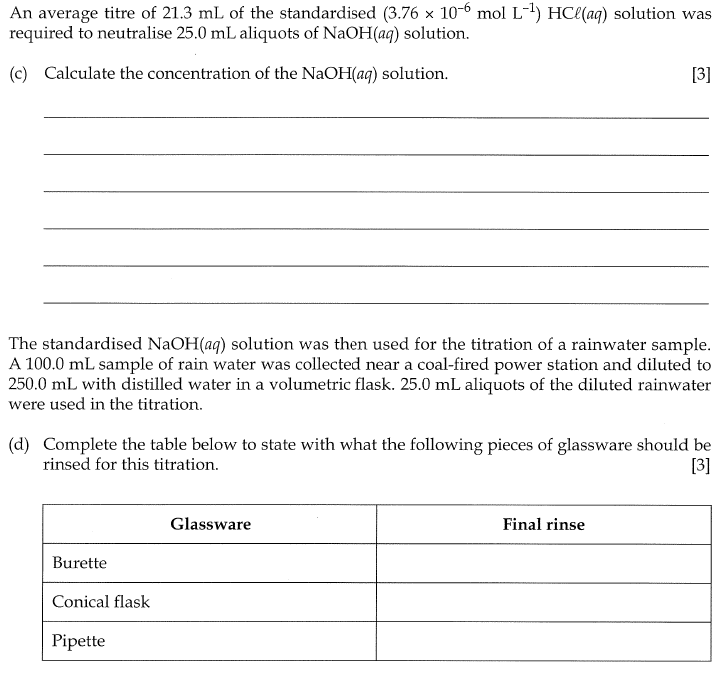 An average titre of 21.3 mL of the standardised (3.76 × 10⁻⁶ mol L⁻¹) HCℓ(aq) solution was
required to neutralise 25.0 mL aliquots of NaOH(aq) solution.
(c) Calculate the concentration of the NaOH(aq) solution. [3]
The standardised NaOH(aq) solution was then used for the titration of a rainwater sample.
A 100.0 mL sample of rain water was collected near a coal-fired power station and diluted to
250.0 mL with distilled water in a volumetric flask. 25.0 mL aliquots of the diluted rainwater
were used in the titration.
(d) Complete the table below to state with what the following pieces of glassware should be
rinsed for this titration. [3]
Glassware Final rinse
Burette
Conical flask
Pipette